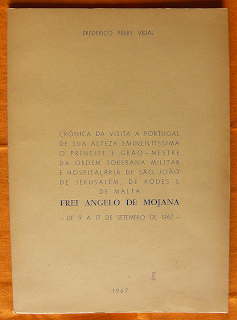 FREDERICO PERRY VIDAL
CRÓNICA DA VISITA A PORTUGAL
DE SUA ALTEZA EMINENTÍSSIMA
O PRÍNCIPE E GRÃO-MESTRE
DA ORDEM SOBERANA MILITAR
E HOSPITALÁRIA DE SÃO JOÃO
DE JERUSALÉM, DE RODES E
DE MALTA
FREI ANGELO DE MOJANA
- DE 9 A 17 DE SETEMBRO DE 1967 -
1967